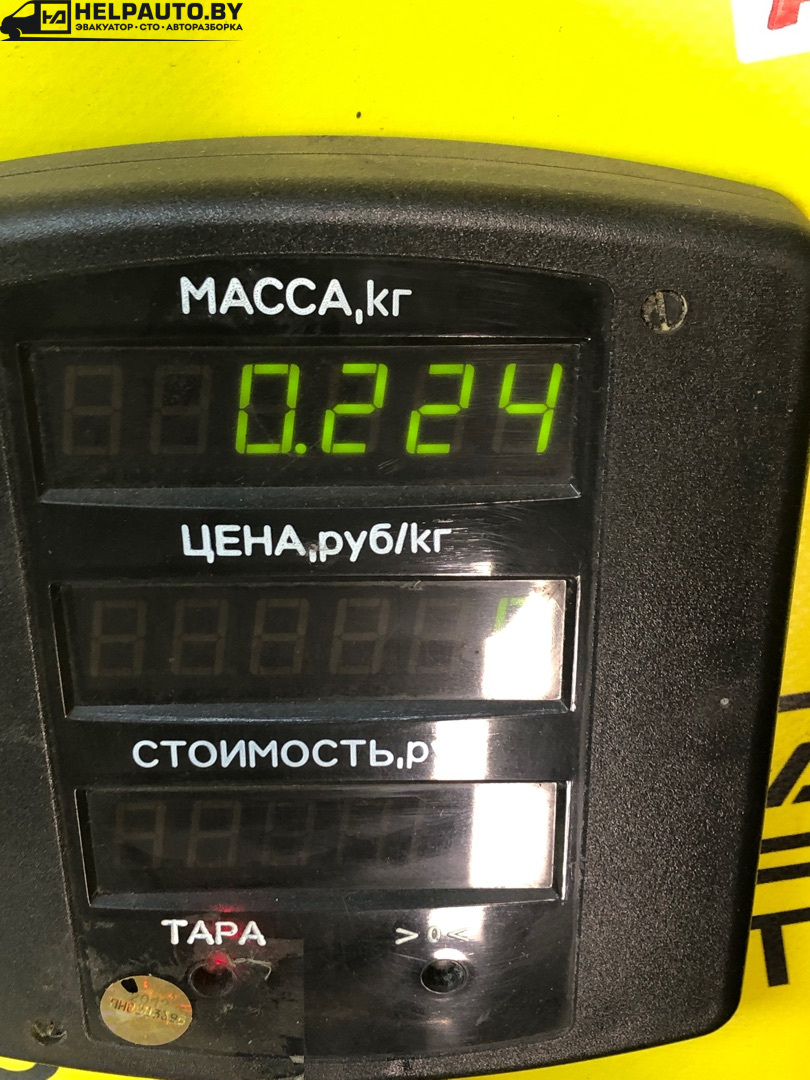 HELPAUTO.BY
ЭВАКУАТОР • СТО • АВТОРАЗБОРКА
МАССА,кг
0.224
ЦЕНА,руб/кг
СТОИМОСТЬ,р
ТАРА
>0<